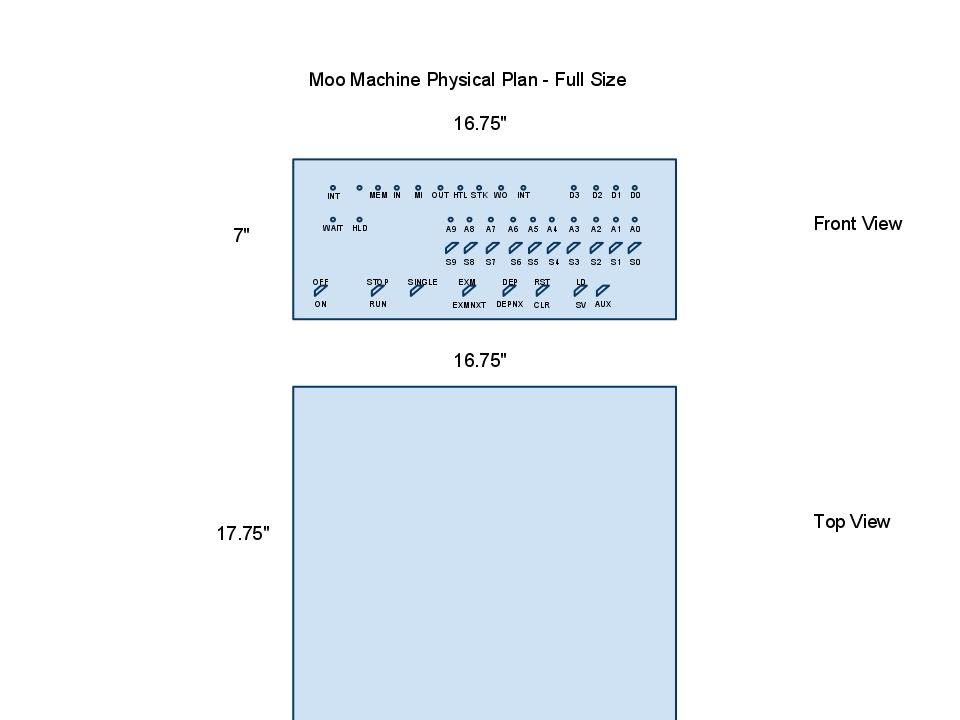 Moo Machine Physical Plan - Full Size
16.75"
INT MEM IN MI OUT HTL STK WO INT D3 D2 D1 D0
7"
WAIT HLD A9 A8 A7 A6 A5 A4 A3 A2 A1 A0
Front View
S9 S8 S7 S6 S5 S4 S3 S2 S1 S0
OFF STOP SINGLE EXM DEP RST LD
ON RUN EXMNXT DEPNX CLR SV AUX
16.75"
17.75"
Top View